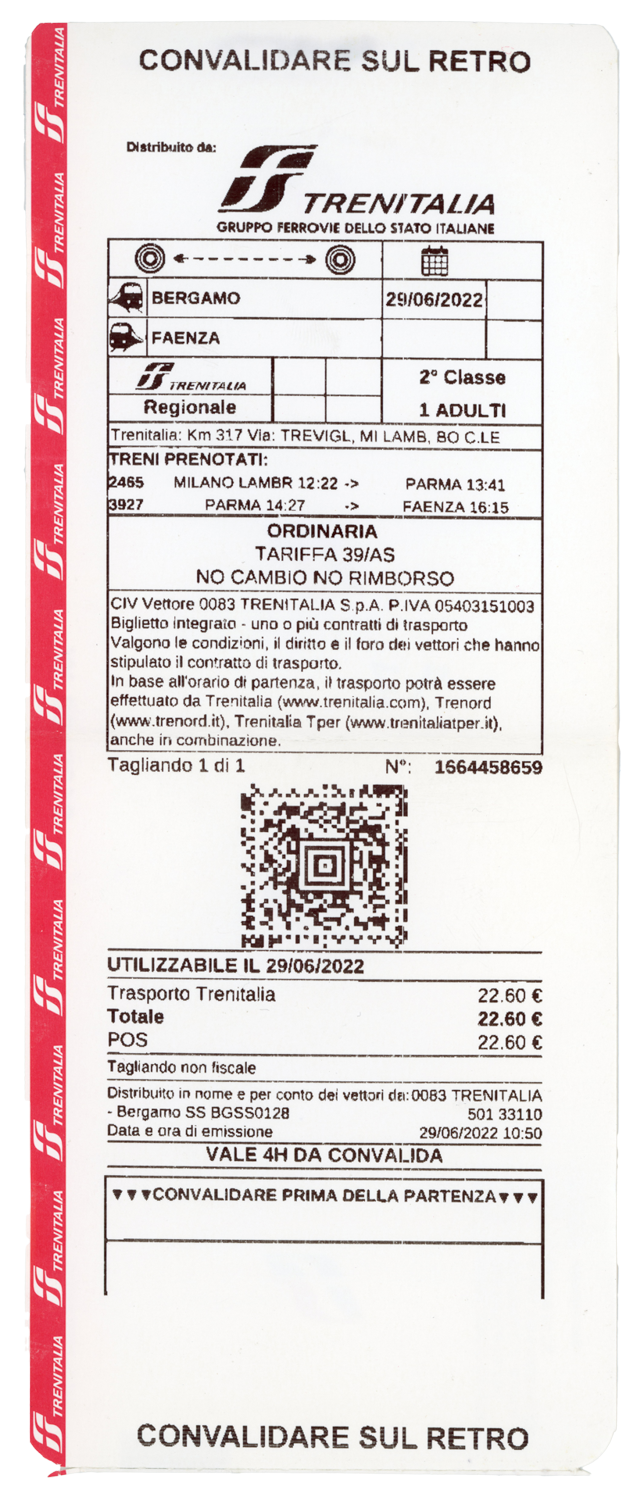 CONVALIDARE SUL RETRO
Distribuito da:
TRENITALIA
GRUPPO FERROVIE DELLO STATO ITALIANE
BERGAMO 29/06/2022
FAENZA
TRENITALIA 2° Classe
Regionale 1 ADULTI
Trenitalia: Km 317 Via: TREVIGL, MI LAMB, BO C.LE
TRENI PRENOTATI:
2465 MILANO LAMBR 12:22 -> PARMA 13:41
3927 PARMA 14:27 -> FAENZA 16:15
ORDINARIA
TARIFFA 39/AS
NO CAMBIO NO RIMBORSO
CIV Vettore 0083 TRENITALIA S.p.A. P.IVA 05403151003
Biglietto integrato - uno o più contratti di trasporto
Valgono le condizioni, il diritto e il foro dei vettori che hanno
stipulato il contratto di trasporto.
In base all'orario di partenza, il trasporto potrà essere
effettuato da Trenitalia (www.trenitalia.com), Trenord
(www.trenord.it), Trenitalia Tper (www.trenitaliatper.it),
anche in combinazione.
Tagliando 1 di 1 N°: 1664458659
UTILIZZABILE IL 29/06/2022
Trasporto Trenitalia 22.60 €
Totale 22.60 €
POS 22.60 €
Tagliando non fiscale
Distribuito in nome e per conto dei vettori da:0083 TRENITALIA
- Bergamo SS BGSS0128 501 33110
Data e ora di emissione 29/06/2022 10:50
VALE 4H DA CONVALIDA
▼▼▼CONVALIDARE PRIMA DELLA PARTENZA▼▼▼
CONVALIDARE SUL RETRO
TRENITALIA
TRENITALIA
TRENITALIA
TRENITALIA
TRENITALIA
TRENITALIA
TRENITALIA
TRENITALIA
TRENITALIA
TRENITALIA